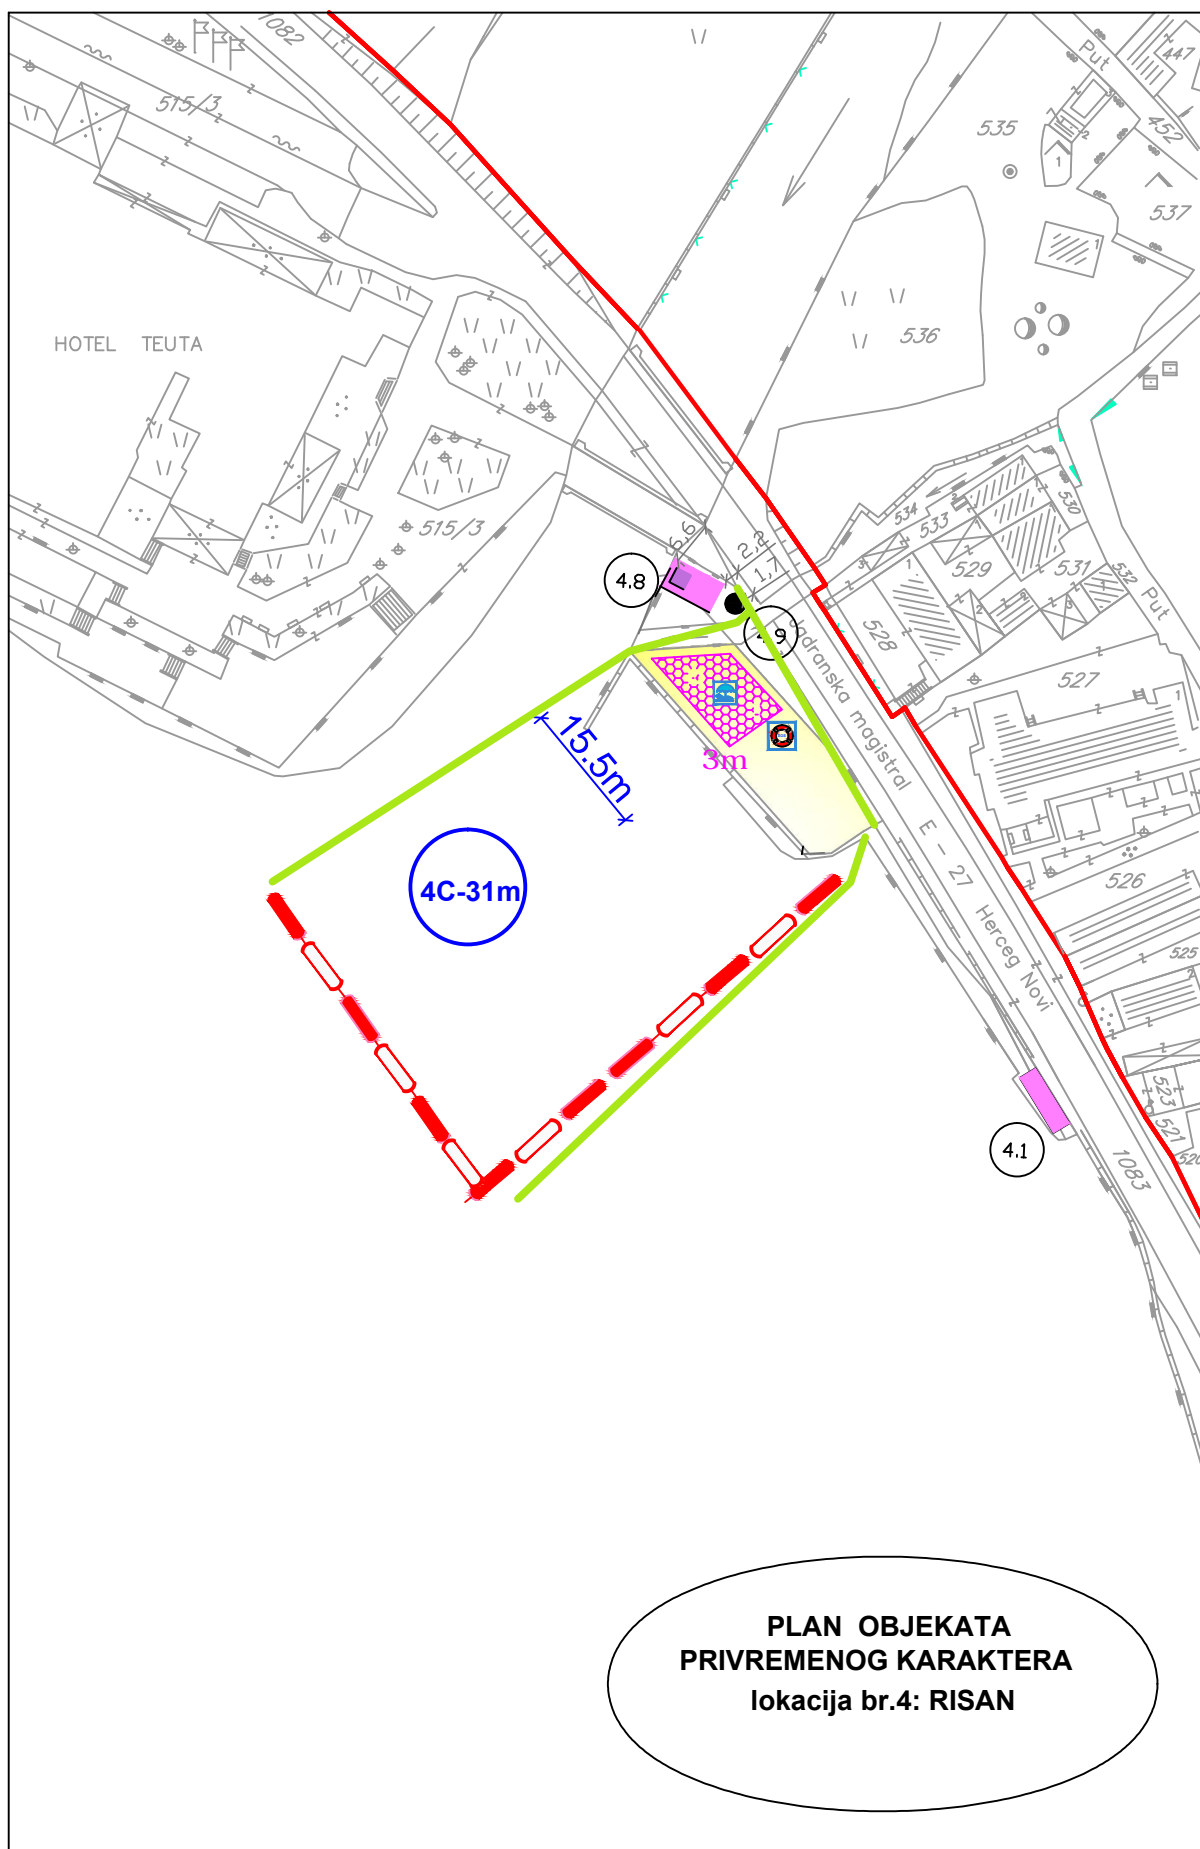 1082
515/3
HOTEL TEUTA
515/3
Put
447
452
535
537
536
534
533
530
529
531
532
Put
528
527
526
525
523
521
520
5.6
2.2
1.7
4.8
4.9
Jadranska magistral E - 27 Herceg Novi
3m
15.5m
4C-31m
4.1
1083
PLAN OBJEKATA
PRIVREMENOG KARAKTERA
lokacija br.4: RISAN